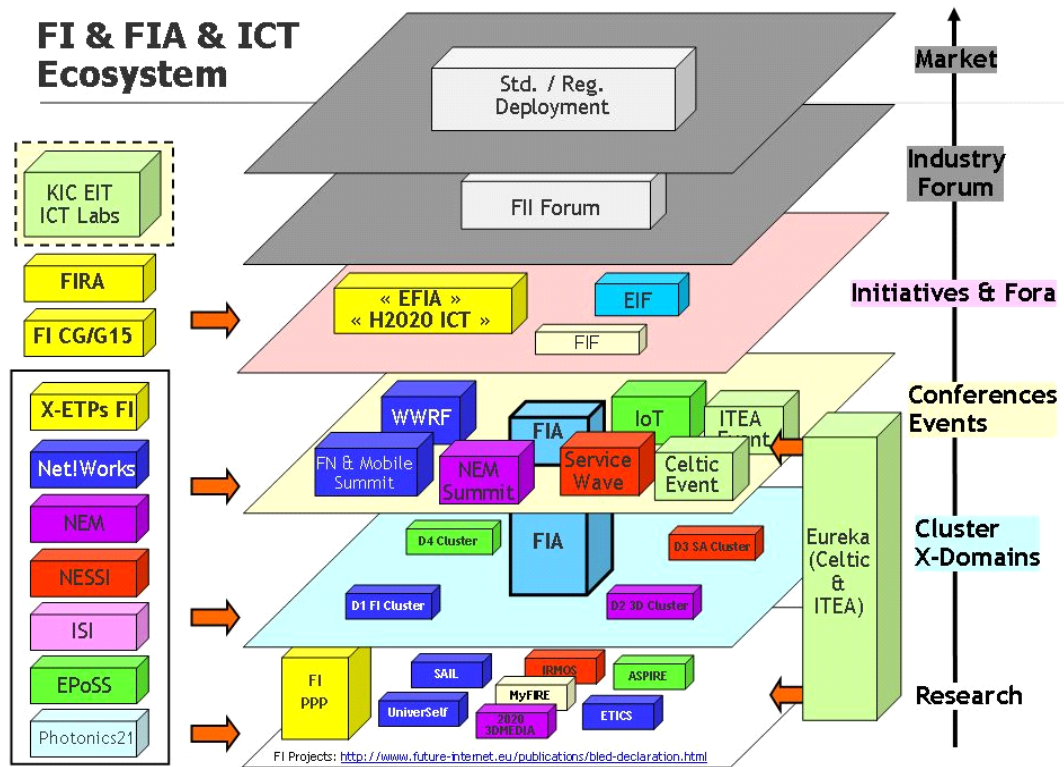 FI & FIA & ICT
Ecosystem
Market
Std. / Reg.
Deployment
Industry
Forum
FII Forum
KIC EIT
ICT Labs
FIRA
FI CG/G15
« EFIA »
« H2020 ICT »
EIF
FIF
Initiatives & Fora
X-ETPs FI
Net!Works
NEM
NESSI
ISI
EPoSS
Photonics21
WWRF
FIA
IoT
ITEA
Event
FN & Mobile
Summit
NEM
Summit
Service
Wave
Celtic
Event
Conferences
Events
D4 Cluster
FIA
D3 SA Cluster
D1 FI Cluster
D2 3D Cluster
Eureka
(Celtic
&
ITEA)
Cluster
X-Domains
FI
PPP
SAIL
IRMOS
ASPIRE
MyFIRE
UniverSelf
2020
3DMEDIA
ETICS
Research
FI Projects: http://www.future-internet.eu/publications/bled-declaration.html